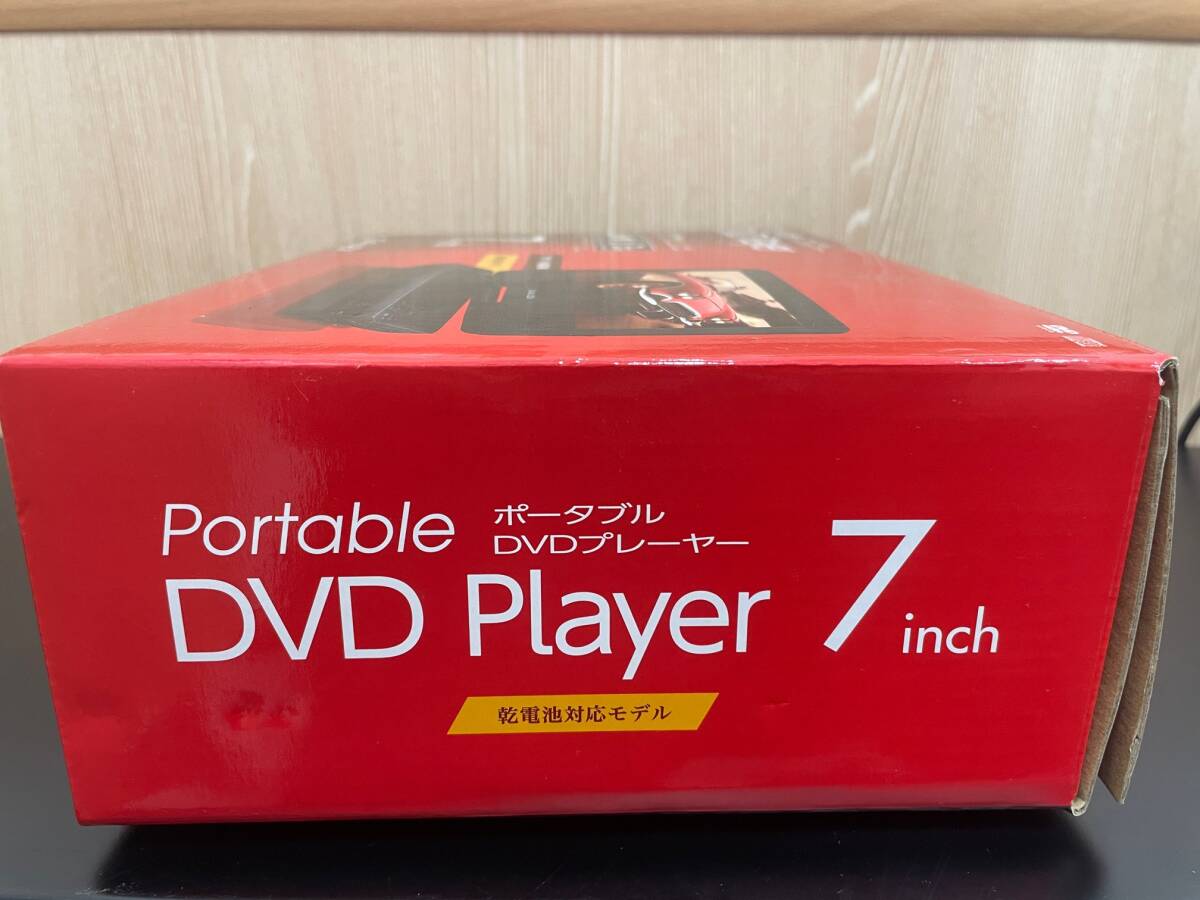 Portable
ポータブル
DVDプレーヤー
DVD Player
7 inch
乾電池対応モデル